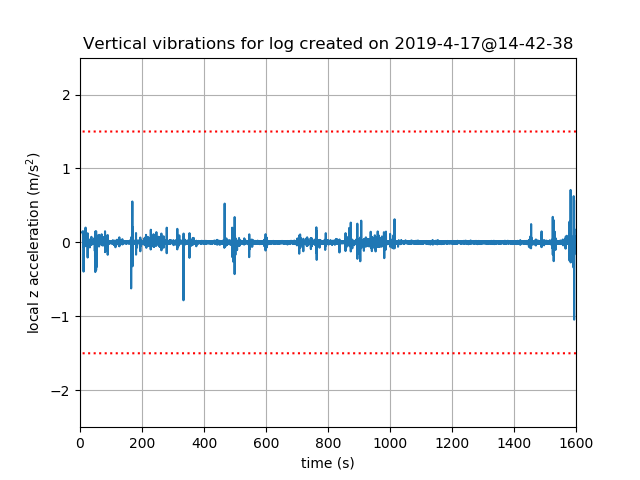 Vertical vibrations for log created on 2019-4-17@14-42-38
local z acceleration (m/s²)
2
1
0
−1
−2
0 200 400 600 800 1000 1200 1400 1600
time (s)